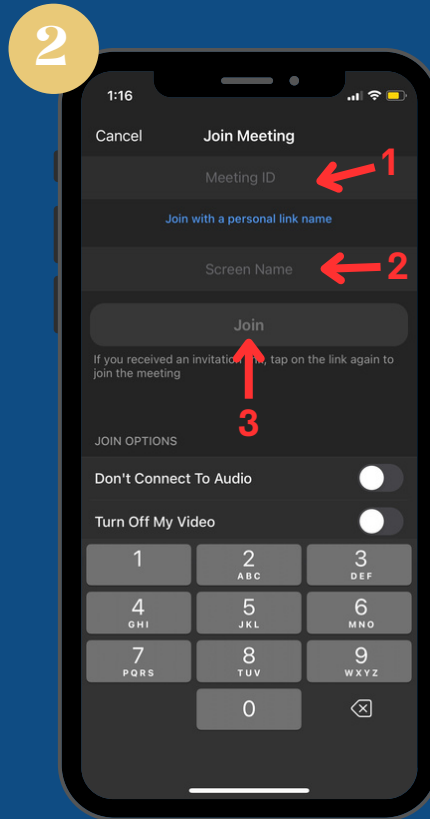 2
1:16
Cancel Join Meeting
Meeting ID 1
Join with a personal link name
Screen Name 2
Join
If you received an invitation, tap on the link again to
join the meeting
3
JOIN OPTIONS
Don't Connect To Audio
Turn Off My Video
1 2 3
ABC DEF
4 5 6
GHI JKL MNO
7 8 9
PQRS TUV WXYZ
0